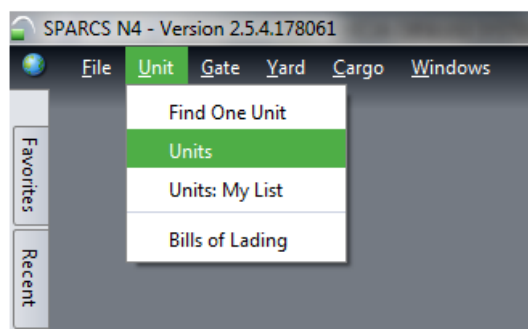 SPARCS N4 - Version 2.5.4.178061
File Unit Gate Yard Cargo Windows
Find One Unit
Units
Units: My List
Bills of Lading
Favorites
Recent